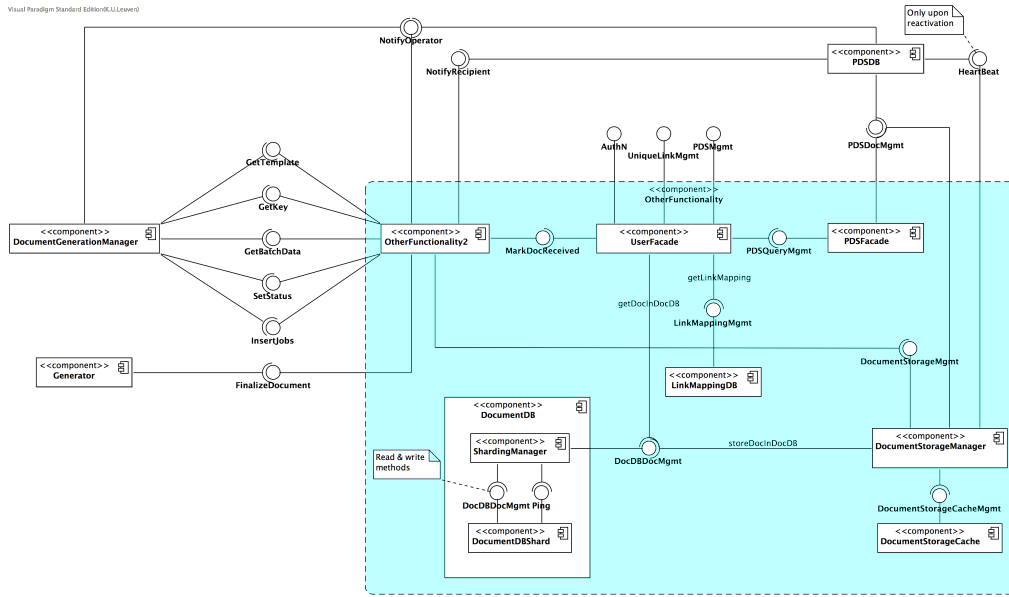 Visual Paradigm Standard Edition(K.U.Leuven)
Only upon
reactivation
NotifyOperator
<<component>>
PDSDB
NotifyRecipient
HeartBeat
AuthN
UniqueLinkMgmt
PDSMgmt
PDSDocMgmt
GetTemplate
<<component>>
OtherFunctionality
GetKey
<<component>>
DocumentGenerationManager
<<component>>
OtherFunctionality2
<<component>>
UserFacade
<<component>>
PDSFacade
GetBatchData
MarkDocReceived
PDSQueryMgmt
getLinkMapping
SetStatus
getDocInDocDB
LinkMappingMgmt
InsertJobs
DocumentStorageMgmt
<<component>>
Generator
FinalizeDocument
<<component>>
LinkMappingDB
<<component>>
DocumentDB
<<component>>
ShardingManager
storeDocInDocDB
<<component>>
DocumentStorageManager
Read & write
methods
DocDBDocMgmt
DocDBDocMgmt
Ping
DocumentStorageCacheMgmt
<<component>>
DocumentDBShard
<<component>>
DocumentStorageCache